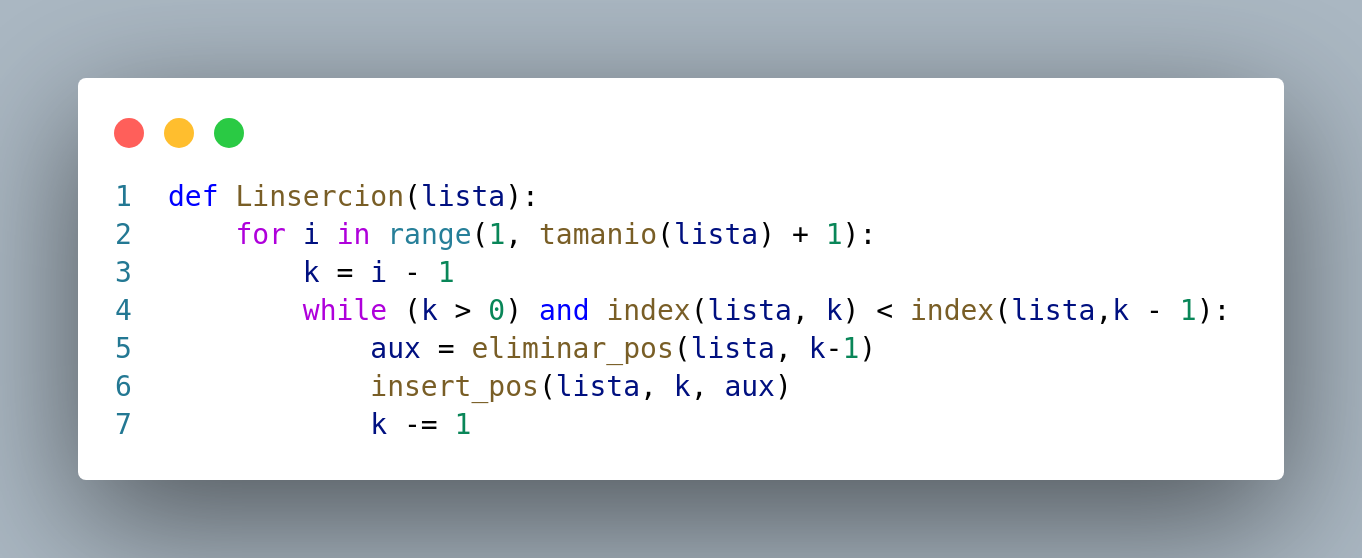 1 def Linsercion(lista):
2     for i in range(1, tamanio(lista) + 1):
3         k = i - 1
4         while (k > 0) and index(lista, k) < index(lista,k - 1):
5             aux = eliminar_pos(lista, k-1)
6             insert_pos(lista, k, aux)
7             k -= 1